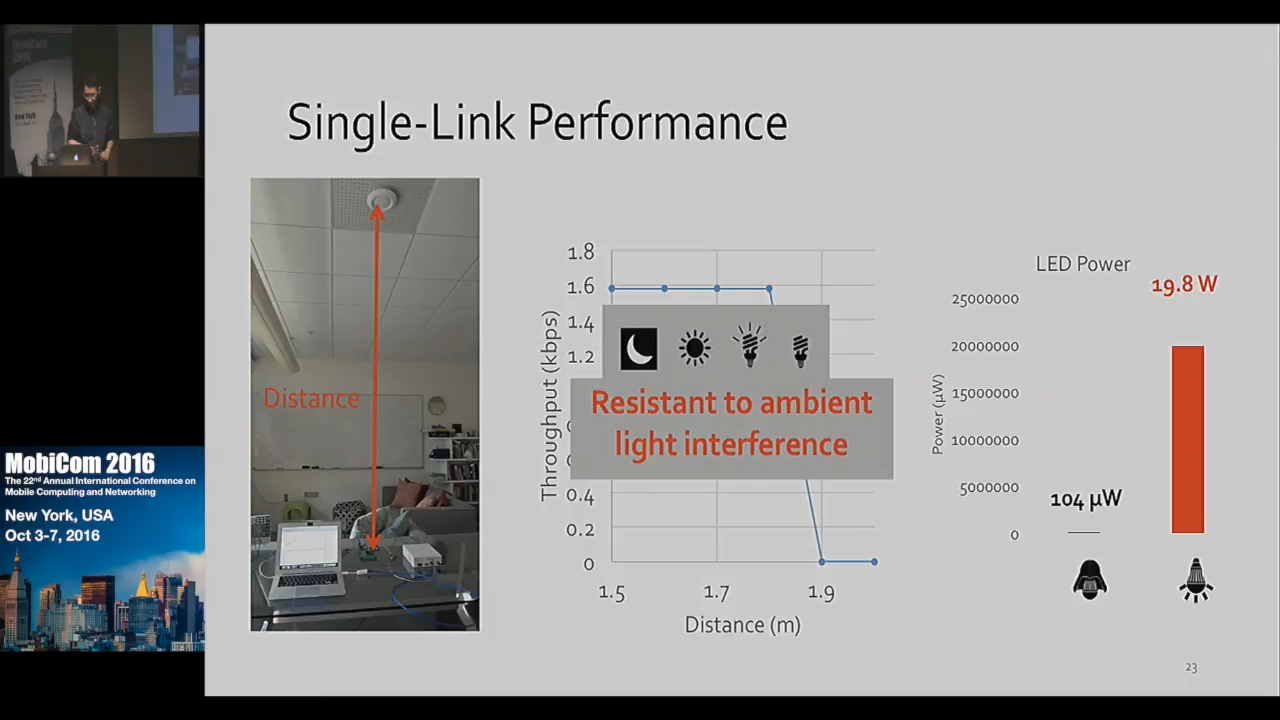 Single-Link Performance
Distance
Throughput (kbps)
1.8
1.6
1.4
1.2
0.4
0.2
0
1.5
1.7
1.9
Distance (m)
Resistant to ambient
light interference
LED Power
19.8 W
Power (µW)
25000000
20000000
15000000
10000000
5000000
0
104 µW
23
MobiCom 2016
The 22nd Annual International Conference on
Mobile Computing and Networking
New York, USA
Oct 3-7, 2016